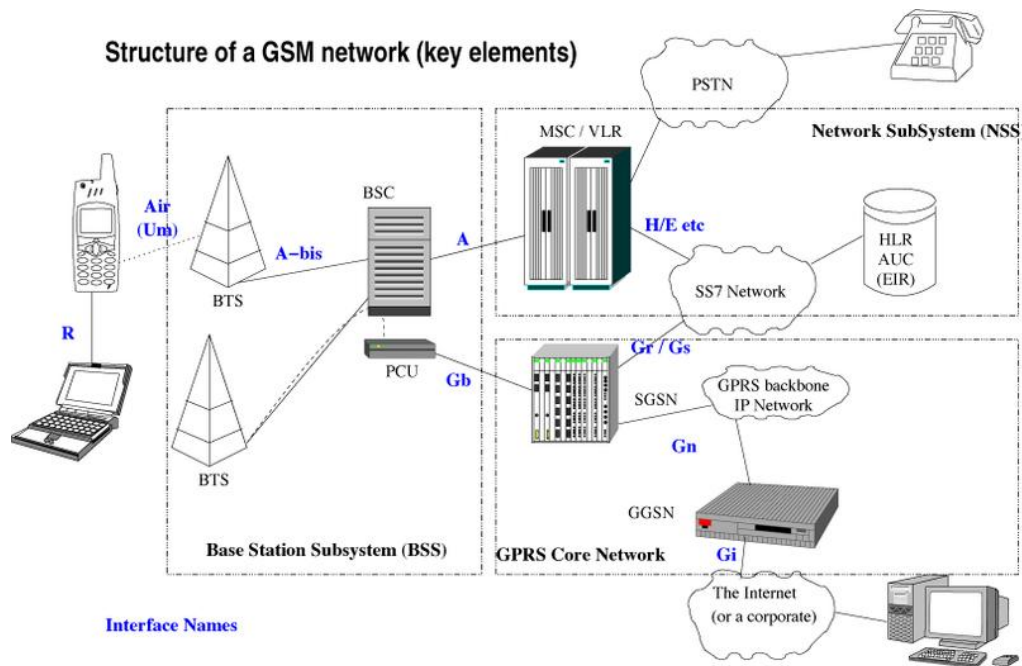 Structure of a GSM network (key elements)
PSTN
MSC / VLR
Network SubSystem (NSS
BSC
Air
(Um)
A-bis
A
H/E etc
HLR
AUC
(EIR)
BTS
SS7 Network
R
PCU
Gb
Gr / Gs
SGSN
GPRS backbone
IP Network
Gn
BTS
GGSN
Base Station Subsystem (BSS)
GPRS Core Network
Gi
The Internet
(or a corporate)
Interface Names